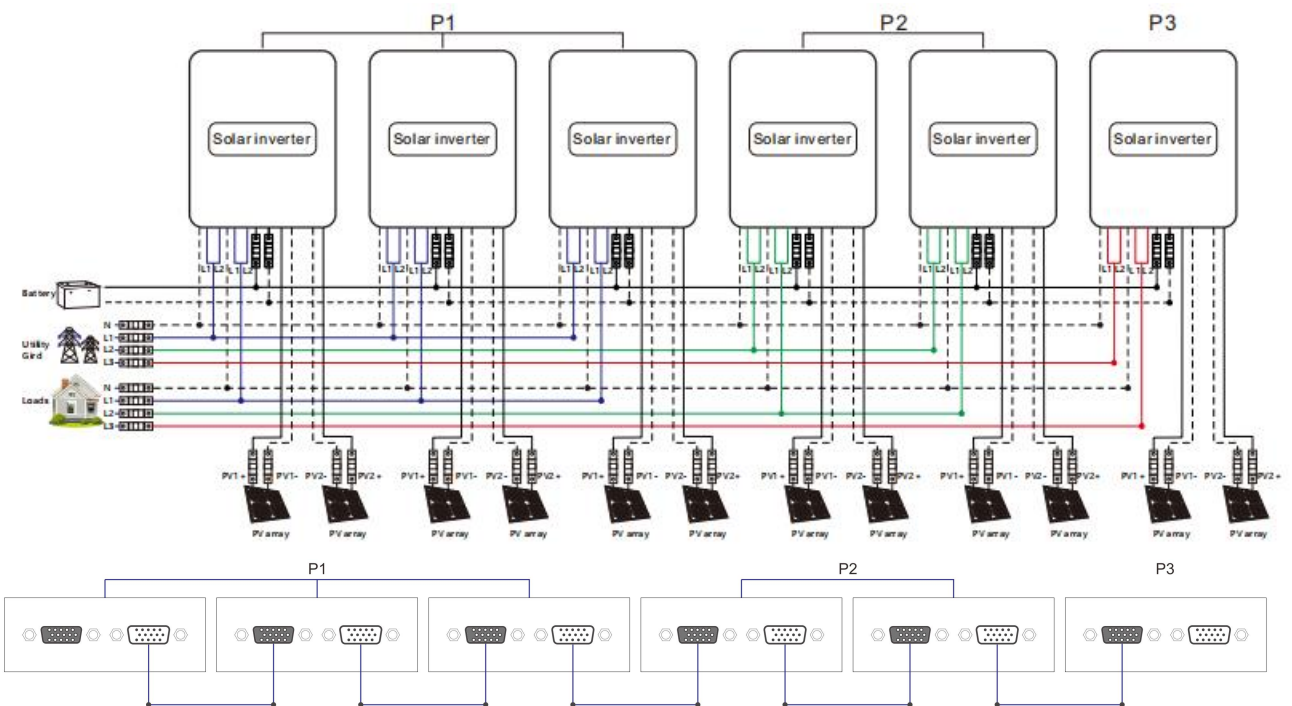 P1 P2 P3
Solar inverter Solar inverter Solar inverter Solar inverter Solar inverter Solar inverter
L1 L2 L1 L2 L1 L2 L1 L2 L1 L2 L1 L2 L1 L2 L1 L2 L1 L2 L1 L2 L1 L2 L1 L2
Battery
N
L1
Utility
L2
Gird
L3
N
Loads L1
L2
L3
PV1+ PV1- PV2- PV2+ PV1+ PV1- PV2- PV2+ PV1+ PV1- PV2- PV2+ PV1+ PV1- PV2- PV2+ PV1+ PV1- PV2- PV2+ PV1+ PV1- PV2- PV2+
PV array PV array PV array PV array PV array PV array PV array PV array PV array PV array PV array PV array
P1 P2 P3